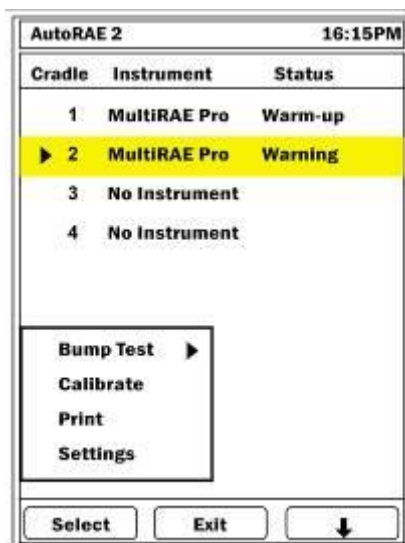 AutoRAE 2 16:15PM
Cradle Instrument Status
1 MultiRAE Pro Warm-up
2 MultiRAE Pro Warning
3 No Instrument
4 No Instrument
Bump Test
Calibrate
Print
Settings
Select Exit